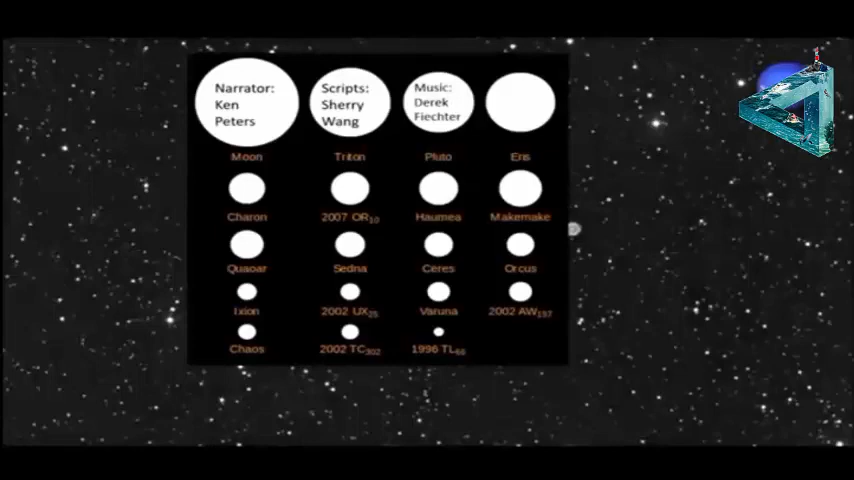 Narrator:
Ken
Peters
Scripts:
Sherry
Wang
Music:
Derek
Fiechter
Moon Triton Pluto Eris
Charon 2007 OR10 Haumea Makemake
Quaoar Sedna Ceres Orcus
Ixion 2002 UX25 Varuna 2002 AW197
Chaos 2002 TC302 1996 TL66